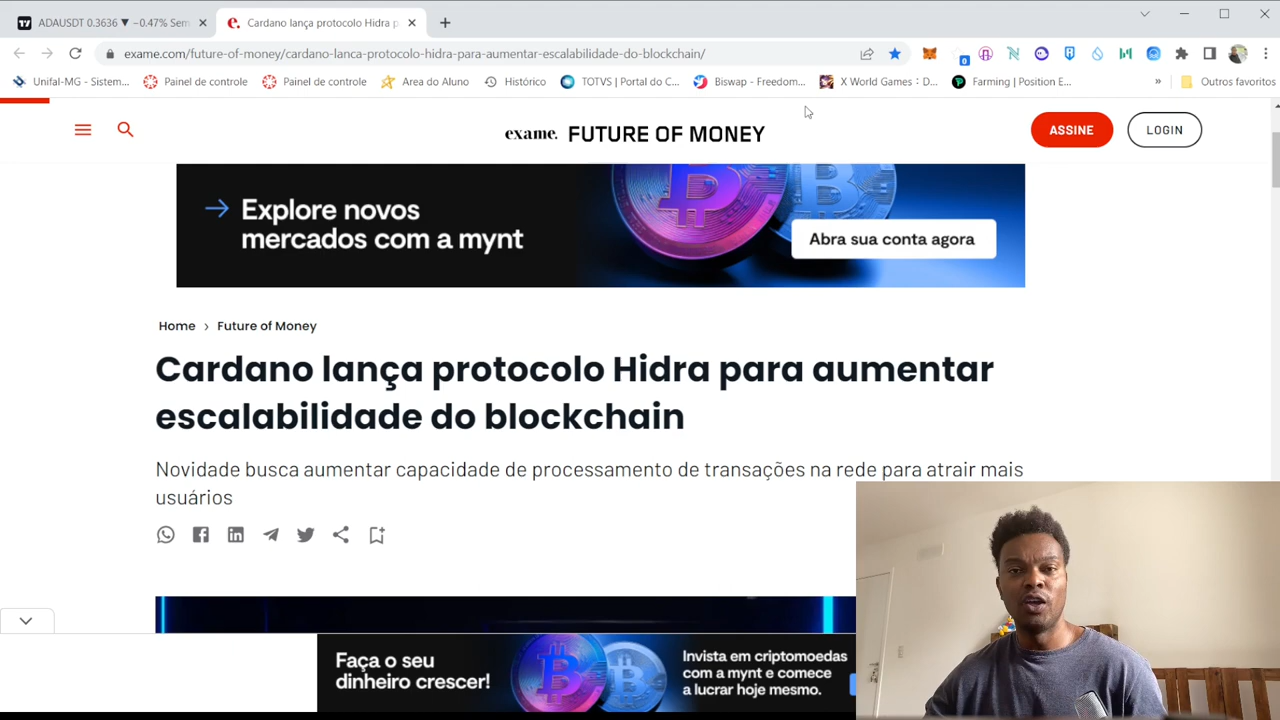 ADAUSDT 0.3636 ▼ −0.47% Sem
Cardano lança protocolo Hidra p
exame.com/future-of-money/cardano-lanca-protocolo-hidra-para-aumentar-escalabilidade-do-blockchain/
0
Unifal-MG - Sistem...
Painel de controle
Painel de controle
Area do Aluno
Histórico
TOTVS | Portal do C...
Biswap - Freedom...
X World Games : D...
Farming | Position E...
»
Outros favoritos
exame. FUTURE OF MONEY
ASSINE
LOGIN
Explore novos
mercados com a mynt
Abra sua conta agora
Home › Future of Money
Cardano lança protocolo Hidra para aumentar
escalabilidade do blockchain
Novidade busca aumentar capacidade de processamento de transações na rede para atrair mais
usuários
Faça o seu
dinheiro crescer!
Invista em criptomoedas
com a mynt e comece
a lucrar hoje mesmo.